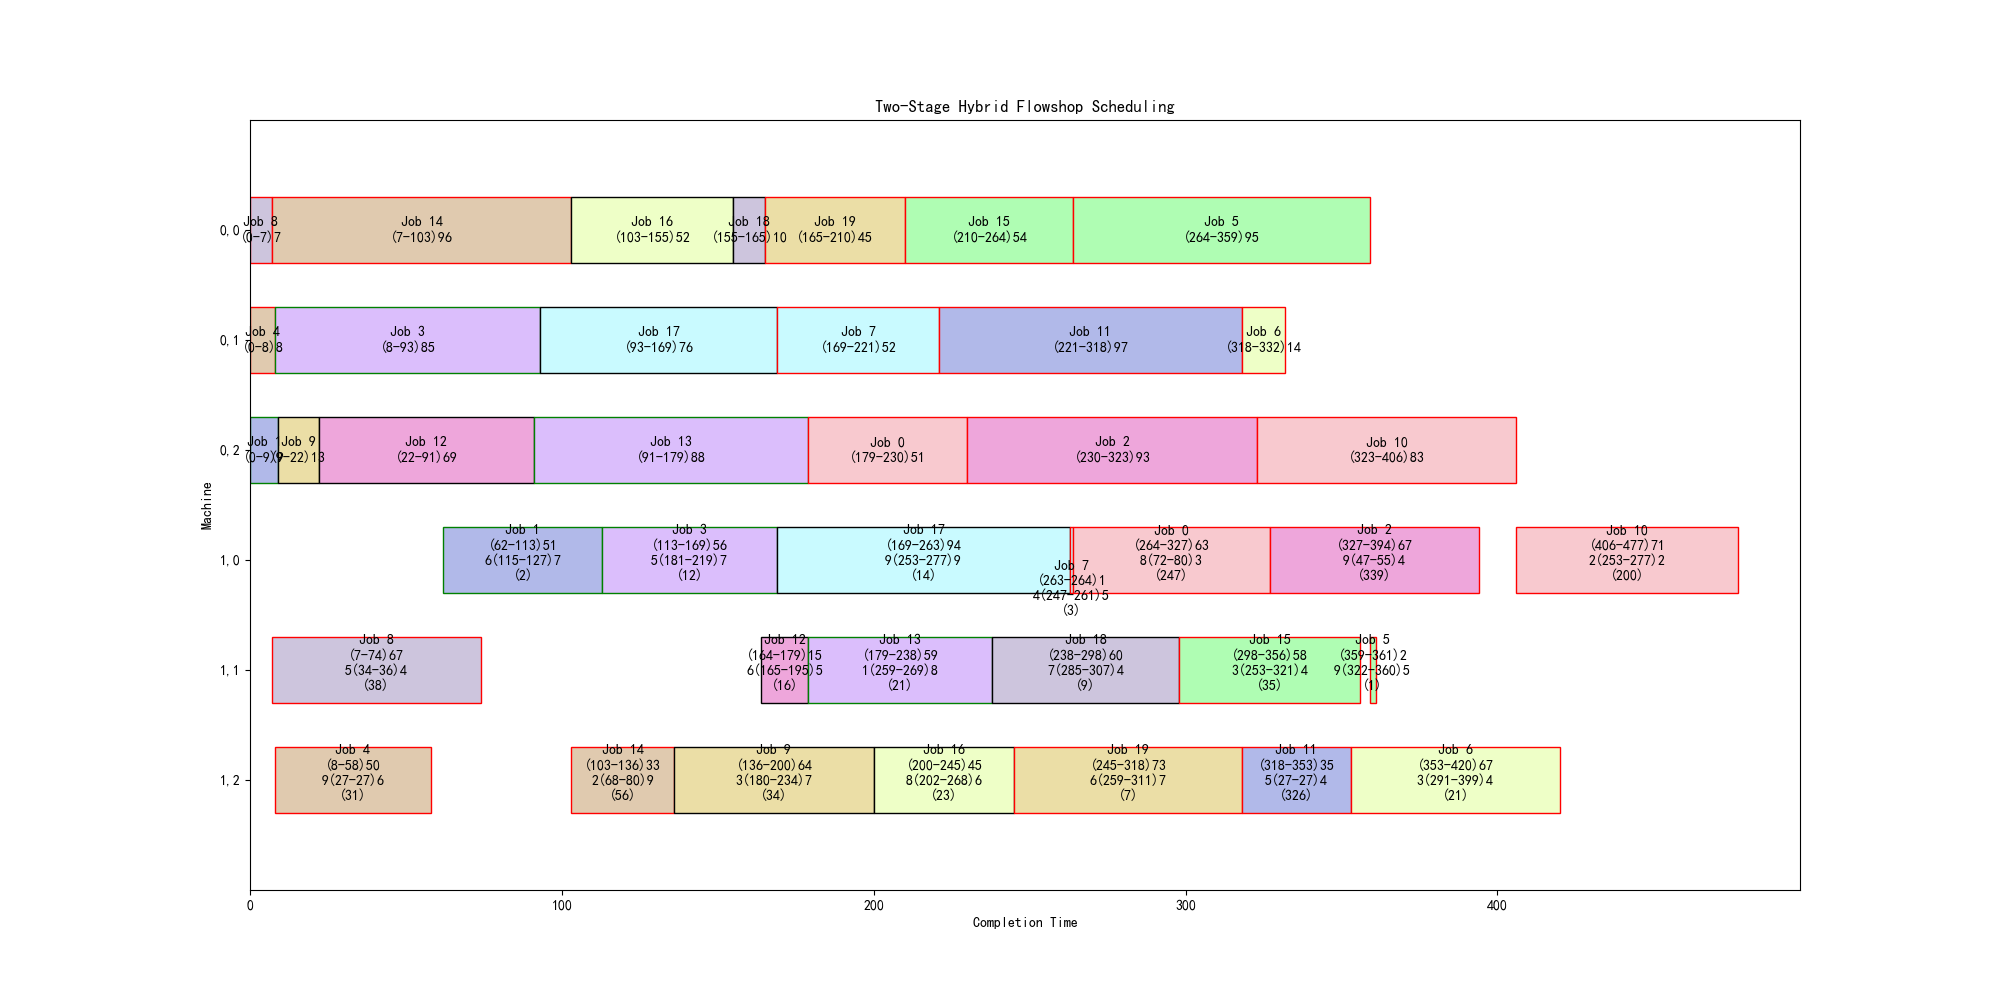 Two-Stage Hybrid Flowshop Scheduling
0,0
Job 8
(0-7)7
Job 14
(7-103)96
Job 16
(103-155)52
Job 18
(155-165)10
Job 19
(165-210)45
Job 15
(210-264)54
Job 5
(264-359)95
0,1
Job 4
(0-8)8
Job 3
(8-93)85
Job 17
(93-169)76
Job 7
(169-221)52
Job 11
(221-318)97
Job 6
(318-332)14
0,2
Job
(0-9)9
Job 9
(9-22)13
Job 12
(22-91)69
Job 13
(91-179)88
Job 0
(179-230)51
Job 2
(230-323)93
Job 10
(323-406)83
Machine
1,0
Job 1
(62-113)51
6(115-127)7
(2)
Job 3
(113-169)56
5(181-219)7
(12)
Job 17
(169-263)94
9(253-277)9
(14)
Job 7
(263-264)1
4(247-261)5
(3)
Job 0
(264-327)63
8(72-80)3
(247)
Job 2
(327-394)67
9(47-55)4
(339)
Job 10
(406-477)71
2(253-277)2
(200)
1,1
Job 8
(7-74)67
5(34-36)4
(38)
Job 12
(164-179)15
6(165-195)5
(16)
Job 13
(179-238)59
1(259-269)8
(21)
Job 18
(238-298)60
7(285-307)4
(9)
Job 15
(298-356)58
3(253-321)4
(35)
Job 5
(359-361)2
9(322-360)5
(1)
1,2
Job 4
(8-58)50
9(27-27)6
(31)
Job 14
(103-136)33
2(68-80)9
(56)
Job 9
(136-200)64
3(180-234)7
(34)
Job 16
(200-245)45
8(202-268)6
(23)
Job 19
(245-318)73
6(259-311)7
(7)
Job 11
(318-353)35
5(27-27)4
(326)
Job 6
(353-420)67
3(291-399)4
(21)
0
100
200
300
400
Completion Time